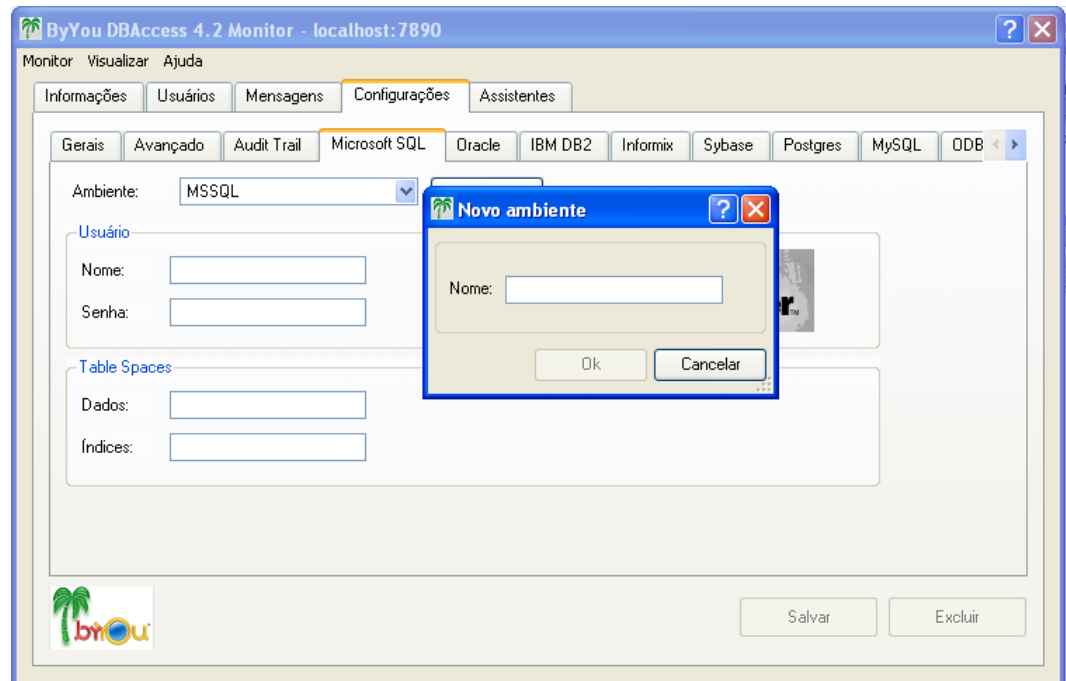 ByYou DBAccess 4.2 Monitor - localhost:7890
Monitor Visualizar Ajuda
Informações Usuários Mensagens Configurações Assistentes
Gerais Avançado Audit Trail Microsoft SQL Oracle IBM DB2 Informix Sybase Postgres MySQL ODB
Ambiente: MSSQL
Novo ambiente
Nome:
Ok Cancelar
Usuário
Nome:
Senha:
Table Spaces
Dados:
Índices:
byYou
Salvar Excluir